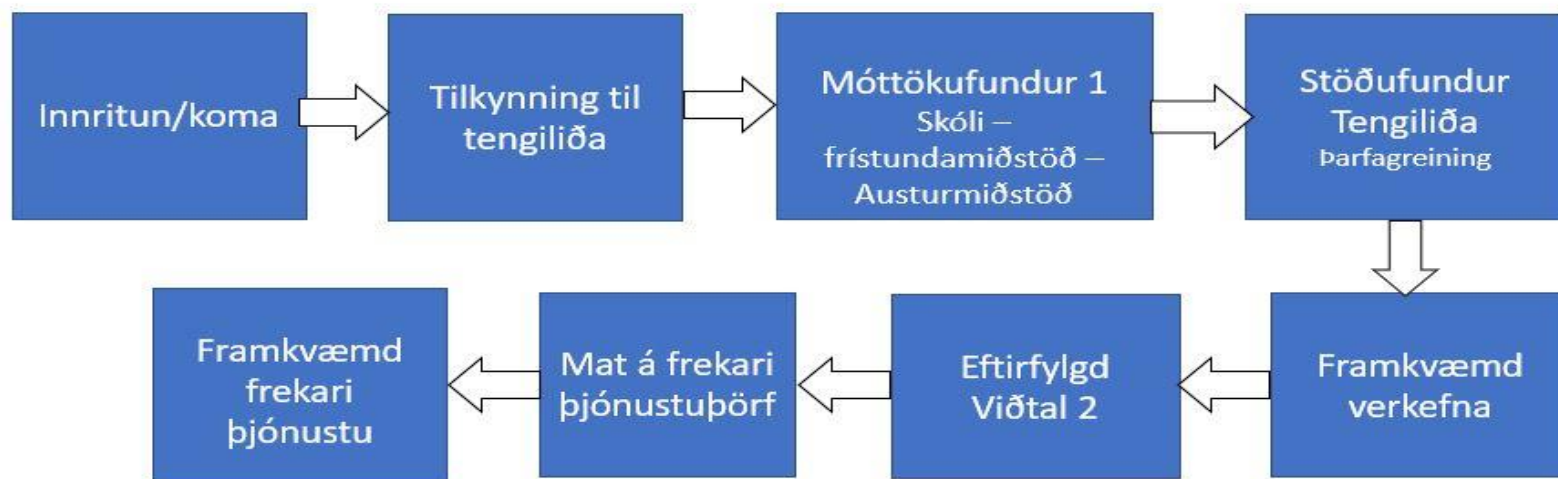 Innritun/koma
Tilkynning til
tengiliða
Móttökufundur 1
Skóli –
frístundamiðstöð –
Austurmiðstöð
Stöðufundur
Tengiliða
Þarfagreining
Framkvæmd
verkefna
Eftirfylgd
Viðtal 2
Mat á frekari
þjónustuþörf
Framkvæmd
frekari
þjónustu